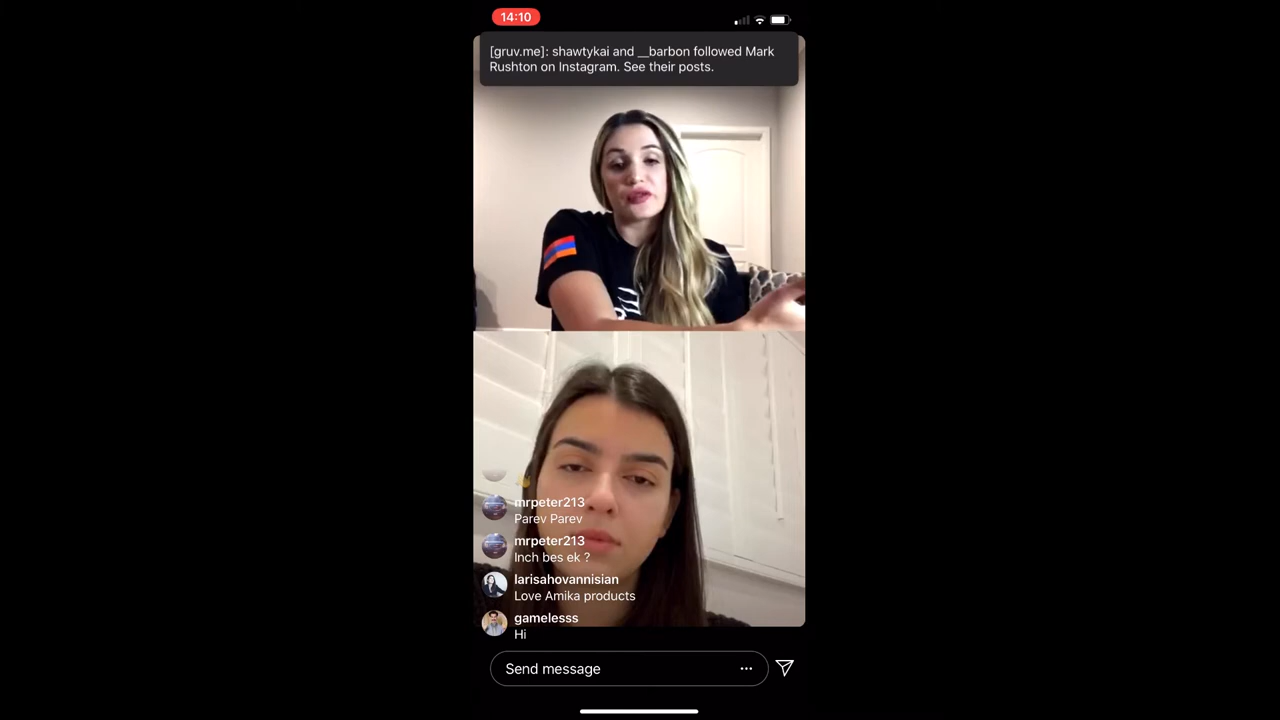 14:10
[gruv.me]: shawtykai and __barbon followed Mark
Rushton on Instagram. See their posts.
mrpeter213
Parev Parev
mrpeter213
Inch bes ek ?
larisahovannisian
Love Amika products
gamelesss
Hi
Send message